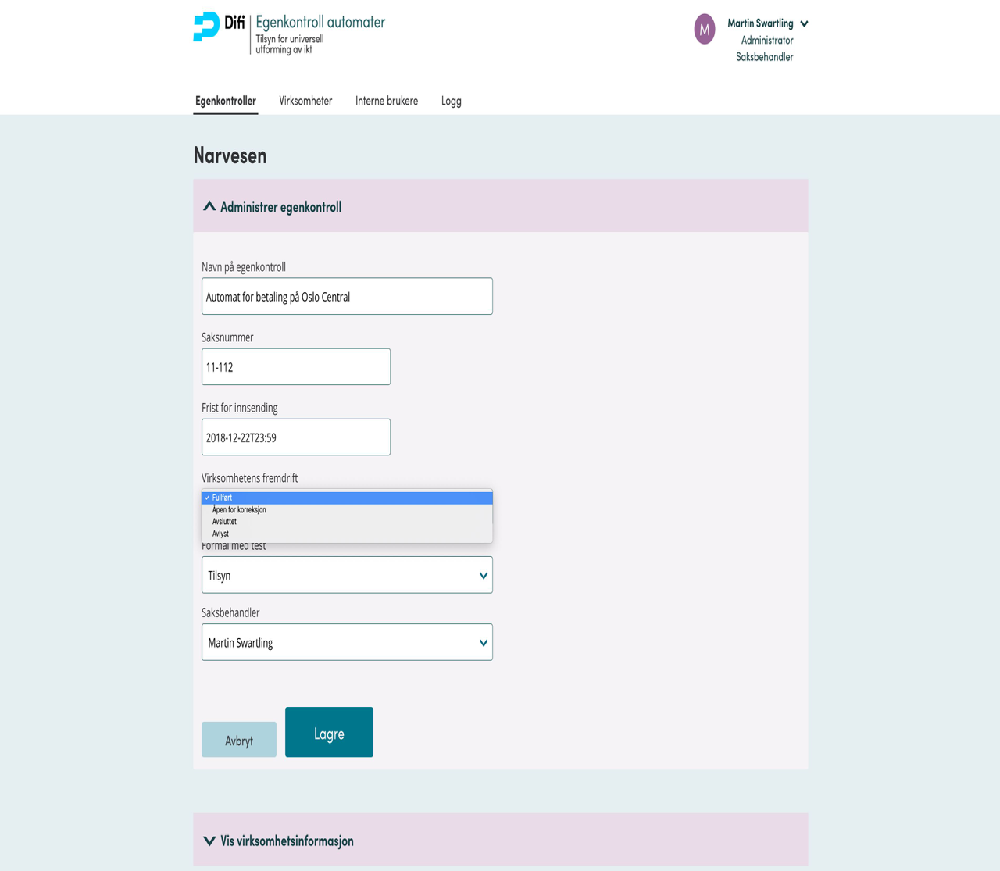 Difi
Egenkontroll automater
Tilsyn for universell
utforming av ikt
M
Martin Swartling
Administrator
Saksbehandler
Egenkontroller Virksomheter Interne brukere Logg
Narvesen
Administrer egenkontroll
Navn på egenkontroll
Automat for betaling på Oslo Central
Saksnummer
11-112
Frist for innsending
2018-12-22T23:59
Virksomhetens fremdrift
✓ Fullført
Åpen for korreksjon
Avsluttet
Avlyst
Formål med test
Tilsyn
Saksbehandler
Martin Swartling
Avbryt Lagre
Vis virksomhetsinformasjon